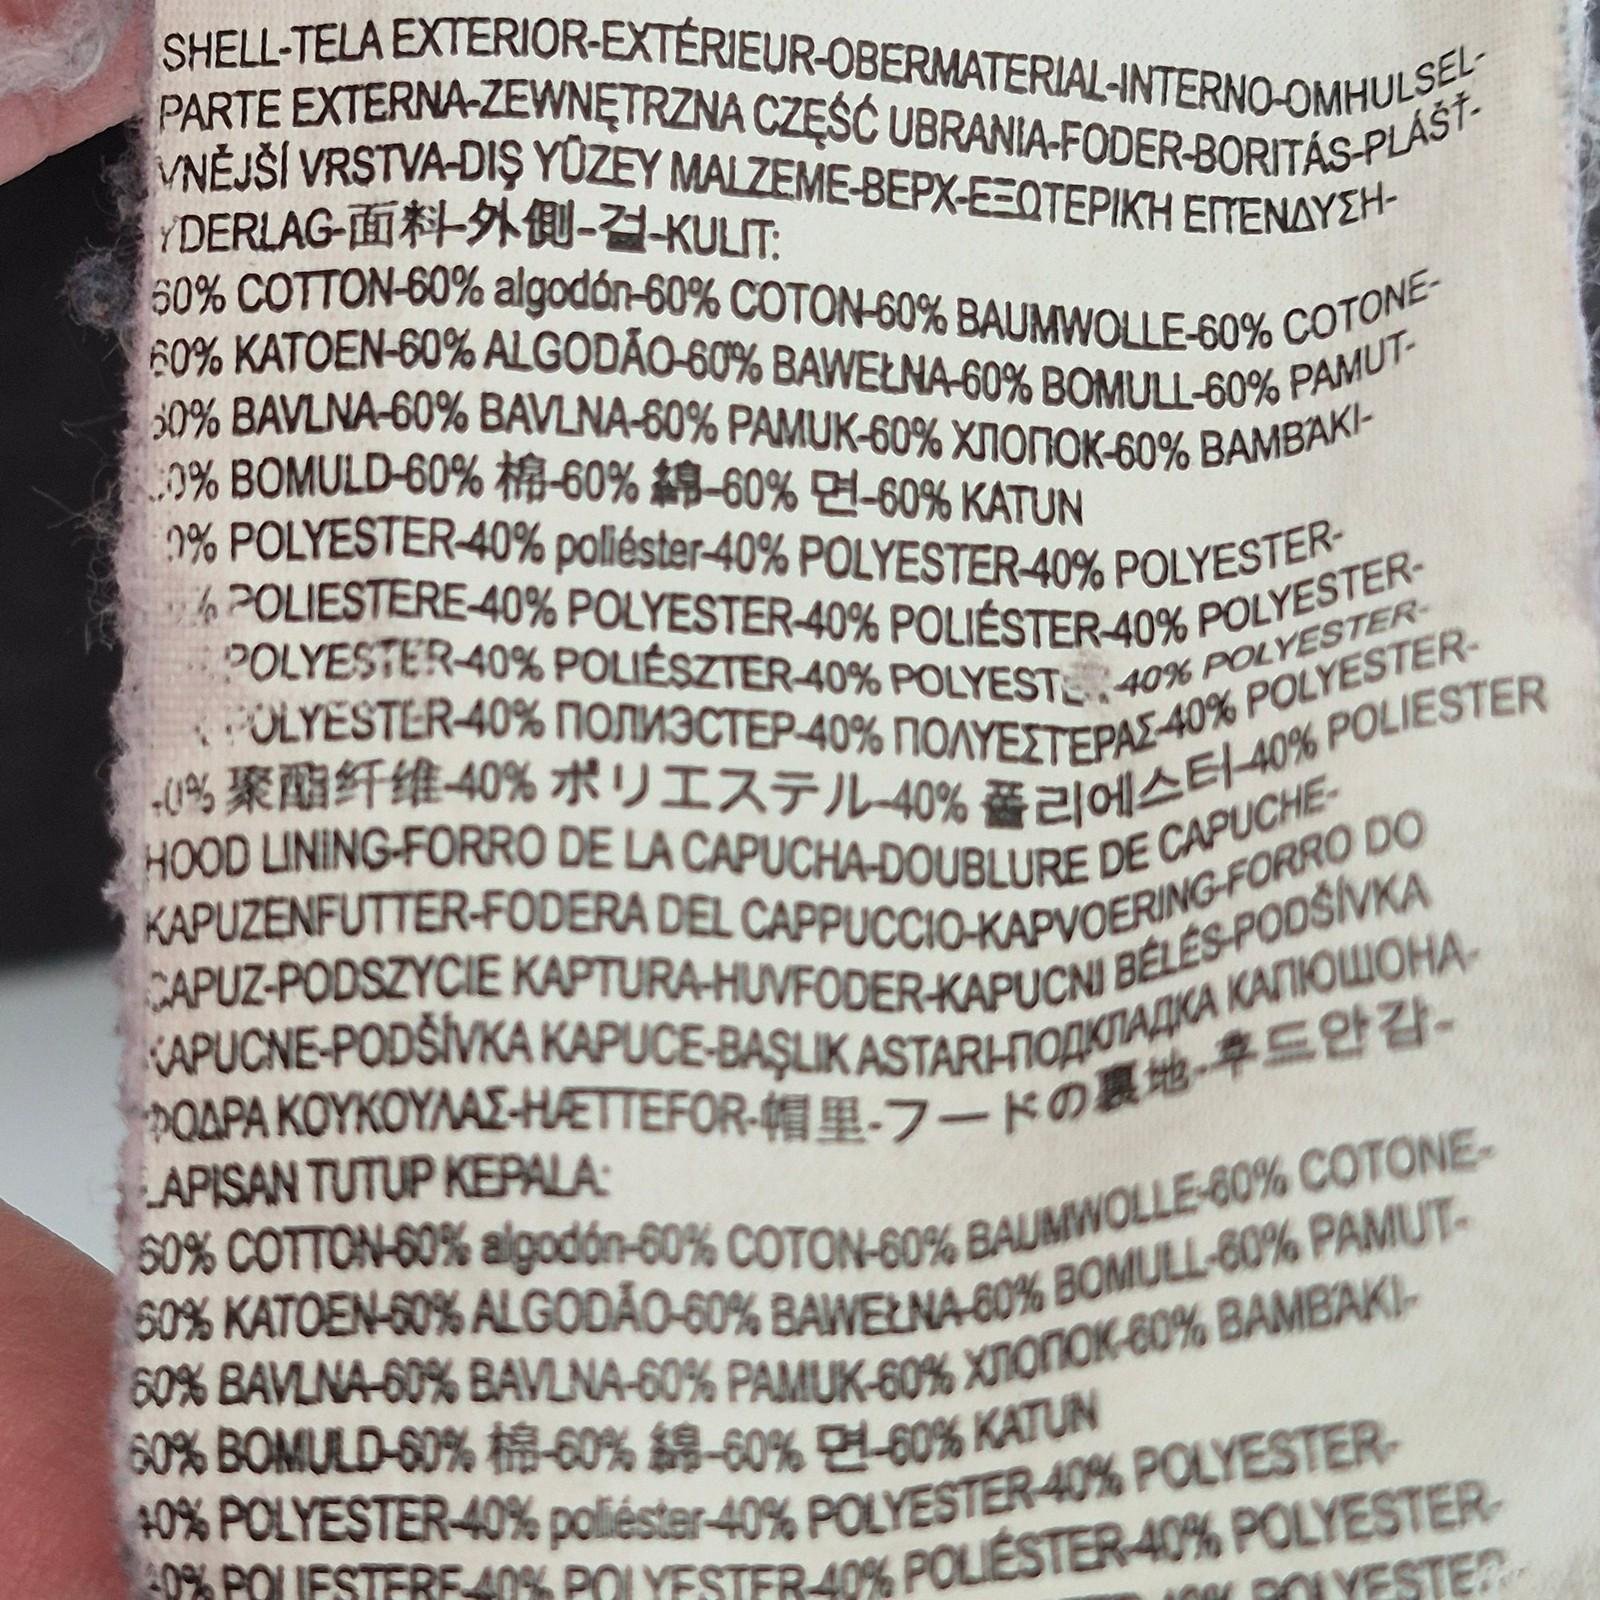 SHELL-TELA EXTERIOR-EXTÉRIEUR-OBERMATERIAL-INTERNO-OMHULSEL-
PARTE EXTERNA-ZEWNĘTRZNA CZĘŚĆ UBRANIA-FODER-BORITÁS-PLÁŠŤ-
VNĚJŠÍ VRSTVA-DIŞ YÜZEY MALZEME-ВЕРХ-ΕΞΩΤΕΡΙΚΉ ΕΠΈΝΔΥΣΗ-
YDERLAG-面料-外側-겉-KULIT:
60% COTTON-60% algodón-60% COTON-60% BAUMWOLLE-60% COTONE-
60% KATOEN-60% ALGODÃO-60% BAWEŁNA-60% BOMULL-60% PAMUT-
60% BAVLNA-60% BAVLNA-60% PAMUK-60% ХЛОПОК-60% ΒΑΜΒΆΚΙ-
0% BOMULD-60% 棉-60% 綿-60% 면-60% KATUN
0% POLYESTER-40% poliéster-40% POLYESTER-40% POLYESTER-
% POLIESTERE-40% POLYESTER-40% POLIÉSTER-40% POLYESTER-
POLYESTER-40% POLIÉSZTER-40% POLYEST -40% POLYESTER-
POLYESTER-40% ПОЛИЭСТЕР-40% ΠΟΛΥΕΣΤΕΡΑΣ-40% POLYESTER-
40% 聚酯纤维-40% ポリエステル-40% 폴리에스터-40% POLIESTER
HOOD LINING-FORRO DE LA CAPUCHA-DOUBLURE DE CAPUCHE-
KAPUZENFUTTER-FODERA DEL CAPPUCCIO-KAPVOERING-FORRO DO
CAPUZ-PODSZYCIE KAPTURA-HUVFODER-KAPUCNI BÉLÉS-PODŠÍVKA
KAPUCNE-PODŠÍVKA KAPUCE-BAŞLIK ASTARI-ПОДКЛАДКА КАПЮШОНА-
ΦΟΔΡΑ ΚΟΥΚΟΥΛΑΣ-HÆTTEFOR-帽里-フードの裏地-후드안감-
LAPISAN TUTUP KEPALA:
60% COTTON-60% algodón-60% COTON-60% BAUMWOLLE-60% COTONE-
60% KATOEN-60% ALGODÃO-60% BAWEŁNA-60% BOMULL-60% PAMUT-
60% BAVLNA-60% BAVLNA-60% PAMUK-60% ХЛОПОК-60% ΒΑΜΒΆΚΙ-
60% BOMULD-60% 棉-60% 綿-60% 면-60% KATUN
40% POLYESTER-40% poliéster-40% POLYESTER-40% POLYESTER-
40% POLIESTERE-40% POLYESTER-40% POLIÉSTER-40% POLYESTER-
40% POLYESTER-